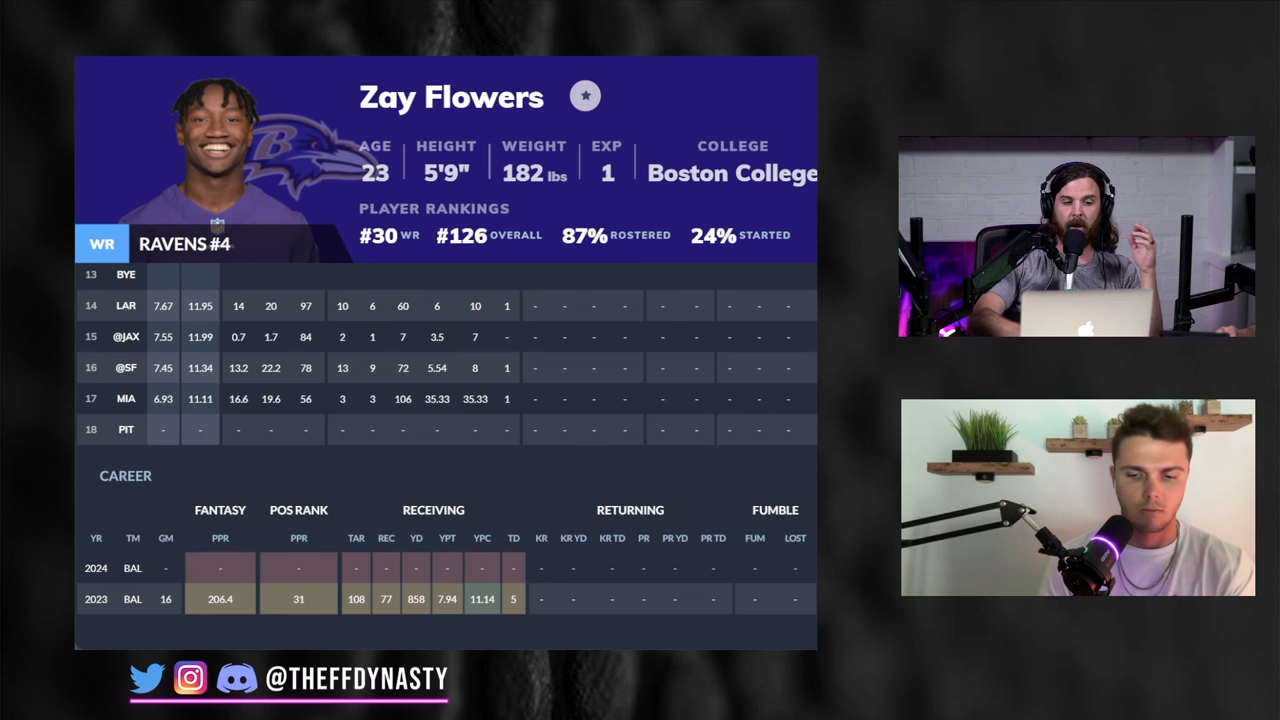 Zay Flowers
AGE HEIGHT WEIGHT EXP COLLEGE
23 5'9" 182 lbs 1 Boston College
PLAYER RANKINGS
#30 WR #126 OVERALL 87% ROSTERED 24% STARTED
WR RAVENS #4
13 BYE
14 LAR 7.67 11.95 14 20 97 10 6 60 6 10 1 - - - - - - - - -
15 @JAX 7.55 11.99 0.7 1.7 84 2 1 7 3.5 7 - - - - - - - - -
16 @SF 7.45 11.34 13.2 22.2 78 13 9 72 5.54 8 1 - - - - - - - - -
17 MIA 6.93 11.11 16.6 19.6 56 3 3 106 35.33 35.33 1 - - - - - - - - -
18 PIT - - - - - - - - - - - - - - - - - - - -
CAREER
FANTASY POS RANK RECEIVING RETURNING FUMBLE
YR TM GM PPR PPR TAR REC YD YPT YPC TD KR KR YD KR TD PR PR YD PR TD FUM LOST
2024 BAL - - - - - - - - - - - - - - - - -
2023 BAL 16 206.4 31 108 77 858 7.94 11.14 5 - - - - - - - -
@THEFFDYNASTY